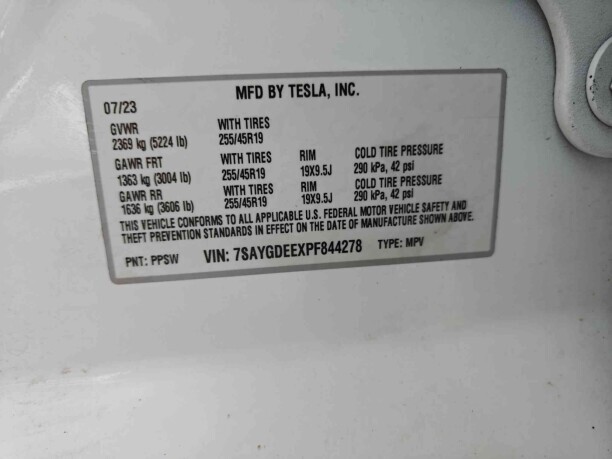 MFD BY TESLA, INC.
07/23
GVWR WITH TIRES
2369 kg (5224 lb) 255/45R19
GAWR FRT WITH TIRES RIM COLD TIRE PRESSURE
1363 kg (3004 lb) 255/45R19 19X9.5J 290 kPa, 42 psi
GAWR RR WITH TIRES RIM COLD TIRE PRESSURE
1636 kg (3606 lb) 255/45R19 19X9.5J 290 kPa, 42 psi
THIS VEHICLE CONFORMS TO ALL APPLICABLE U.S. FEDERAL MOTOR VEHICLE SAFETY AND
THEFT PREVENTION STANDARDS IN EFFECT ON THE DATE OF MANUFACTURE SHOWN ABOVE.
PNT: PPSW VIN: 7SAYGDEEXPF844278 TYPE: MPV